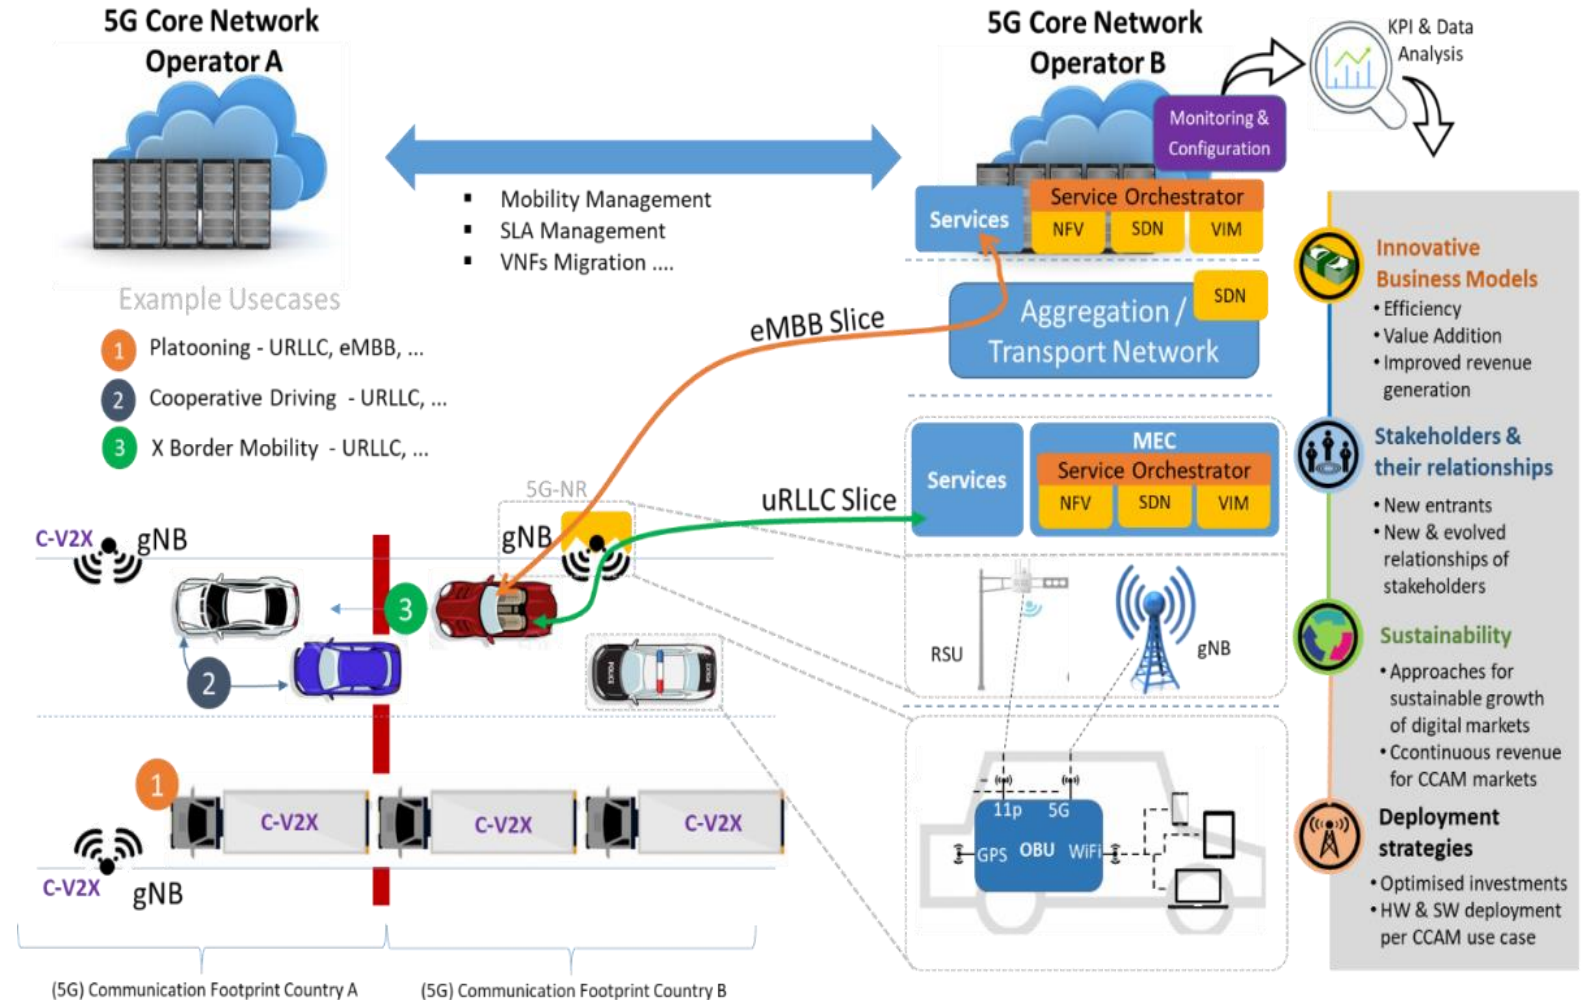 5G Core Network
Operator A
5G Core Network
Operator B
KPI & Data
Analysis
Monitoring &
Configuration
▪ Mobility Management
▪ SLA Management
▪ VNFs Migration ....
Services
Service Orchestrator
NFV
SDN
VIM
SDN
Aggregation /
Transport Network
eMBB Slice
Example Usecases
1 Platooning - URLLC, eMBB, ...
2 Cooperative Driving - URLLC, ...
3 X Border Mobility - URLLC, ...
Services
MEC
Service Orchestrator
NFV
SDN
VIM
uRLLC Slice
5G-NR
gNB
C-V2X
gNB
3
2
POLICE
RSU
gNB
1
C-V2X
C-V2X
C-V2X
C-V2X
gNB
11p
5G
GPS
OBU
WiFi
(5G) Communication Footprint Country A
(5G) Communication Footprint Country B
Innovative
Business Models
• Efficiency
• Value Addition
• Improved revenue
generation
Stakeholders &
their relationships
• New entrants
• New & evolved
relationships of
stakeholders
Sustainability
• Approaches for
sustainable growth
of digital markets
• Ccontinuous revenue
for CCAM markets
Deployment
strategies
• Optimised investments
• HW & SW deployment
per CCAM use case